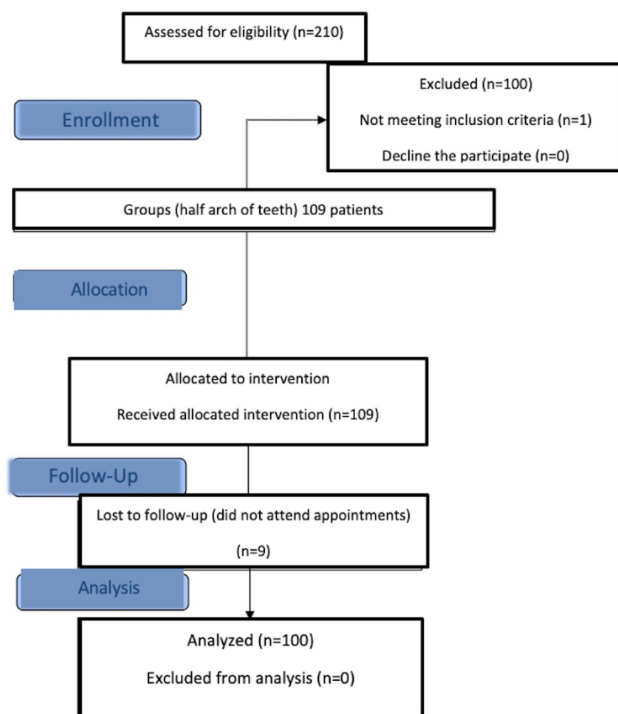 Assessed for eligibility (n=210)
Excluded (n=100)
Not meeting inclusion criteria (n=1)
Decline the participate (n=0)
Enrollment
Groups (half arch of teeth) 109 patients
Allocation
Allocated to intervention
Received allocated intervention (n=109)
Follow-Up
Lost to follow-up (did not attend appointments)
(n=9)
Analysis
Analyzed (n=100)
Excluded from analysis (n=0)